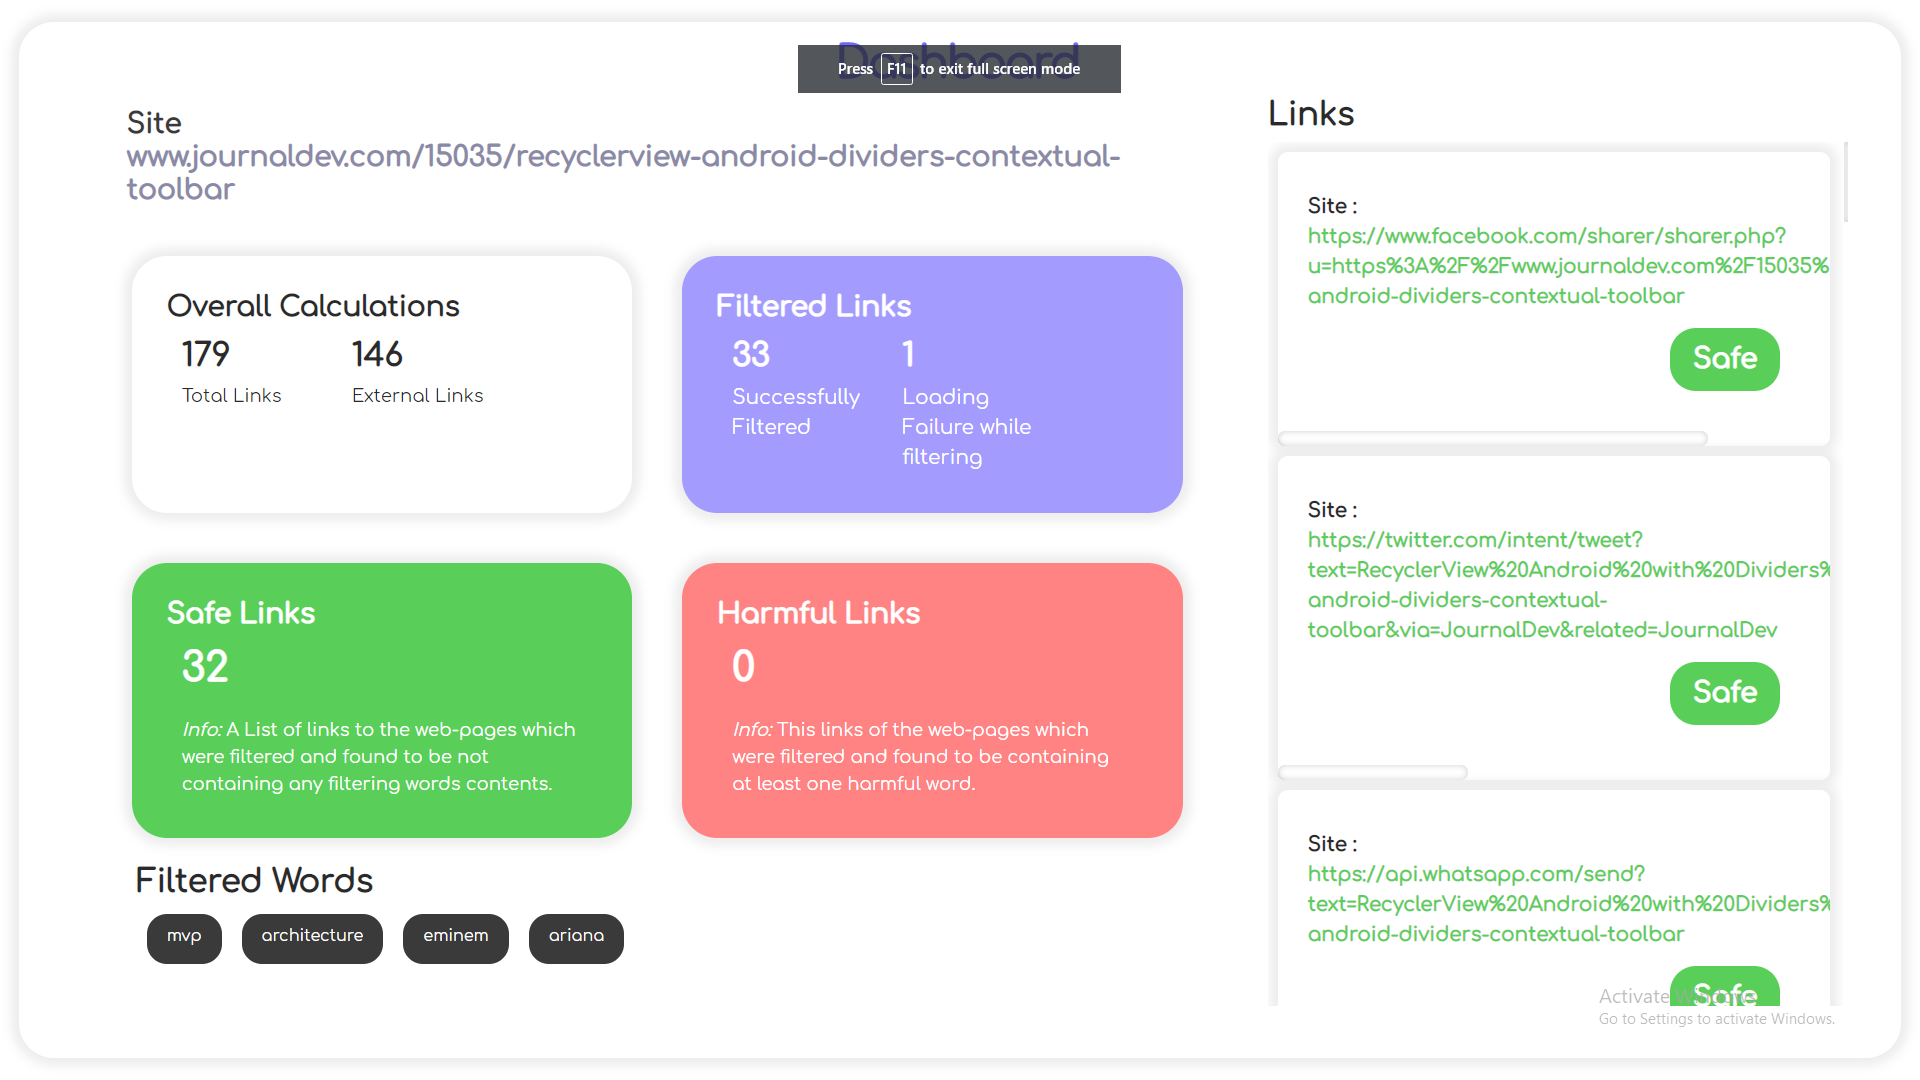 Dashboard
Press F11 to exit full screen mode
Site
www.journaldev.com/15035/recyclerview-android-dividers-contextual-
toolbar
Overall Calculations
179
Total Links
146
External Links
Filtered Links
33
Successfully
Filtered
1
Loading
Failure while
filtering
Safe Links
32
Info: A List of links to the web-pages which
were filtered and found to be not
containing any filtering words contents.
Harmful Links
0
Info: This links of the web-pages which
were filtered and found to be containing
at least one harmful word.
Filtered Words
mvp
architecture
eminem
ariana
Links
Site :
https://www.facebook.com/sharer/sharer.php?
u=https%3A%2F%2Fwww.journaldev.com%2F15035%
android-dividers-contextual-toolbar
Safe
Site :
https://twitter.com/intent/tweet?
text=RecyclerView%20Android%20with%20Dividers%
android-dividers-contextual-
toolbar&via=JournalDev&related=JournalDev
Safe
Site :
https://api.whatsapp.com/send?
text=RecyclerView%20Android%20with%20Dividers%
android-dividers-contextual-toolbar
Safe
Activate Windows
Go to Settings to activate Windows.